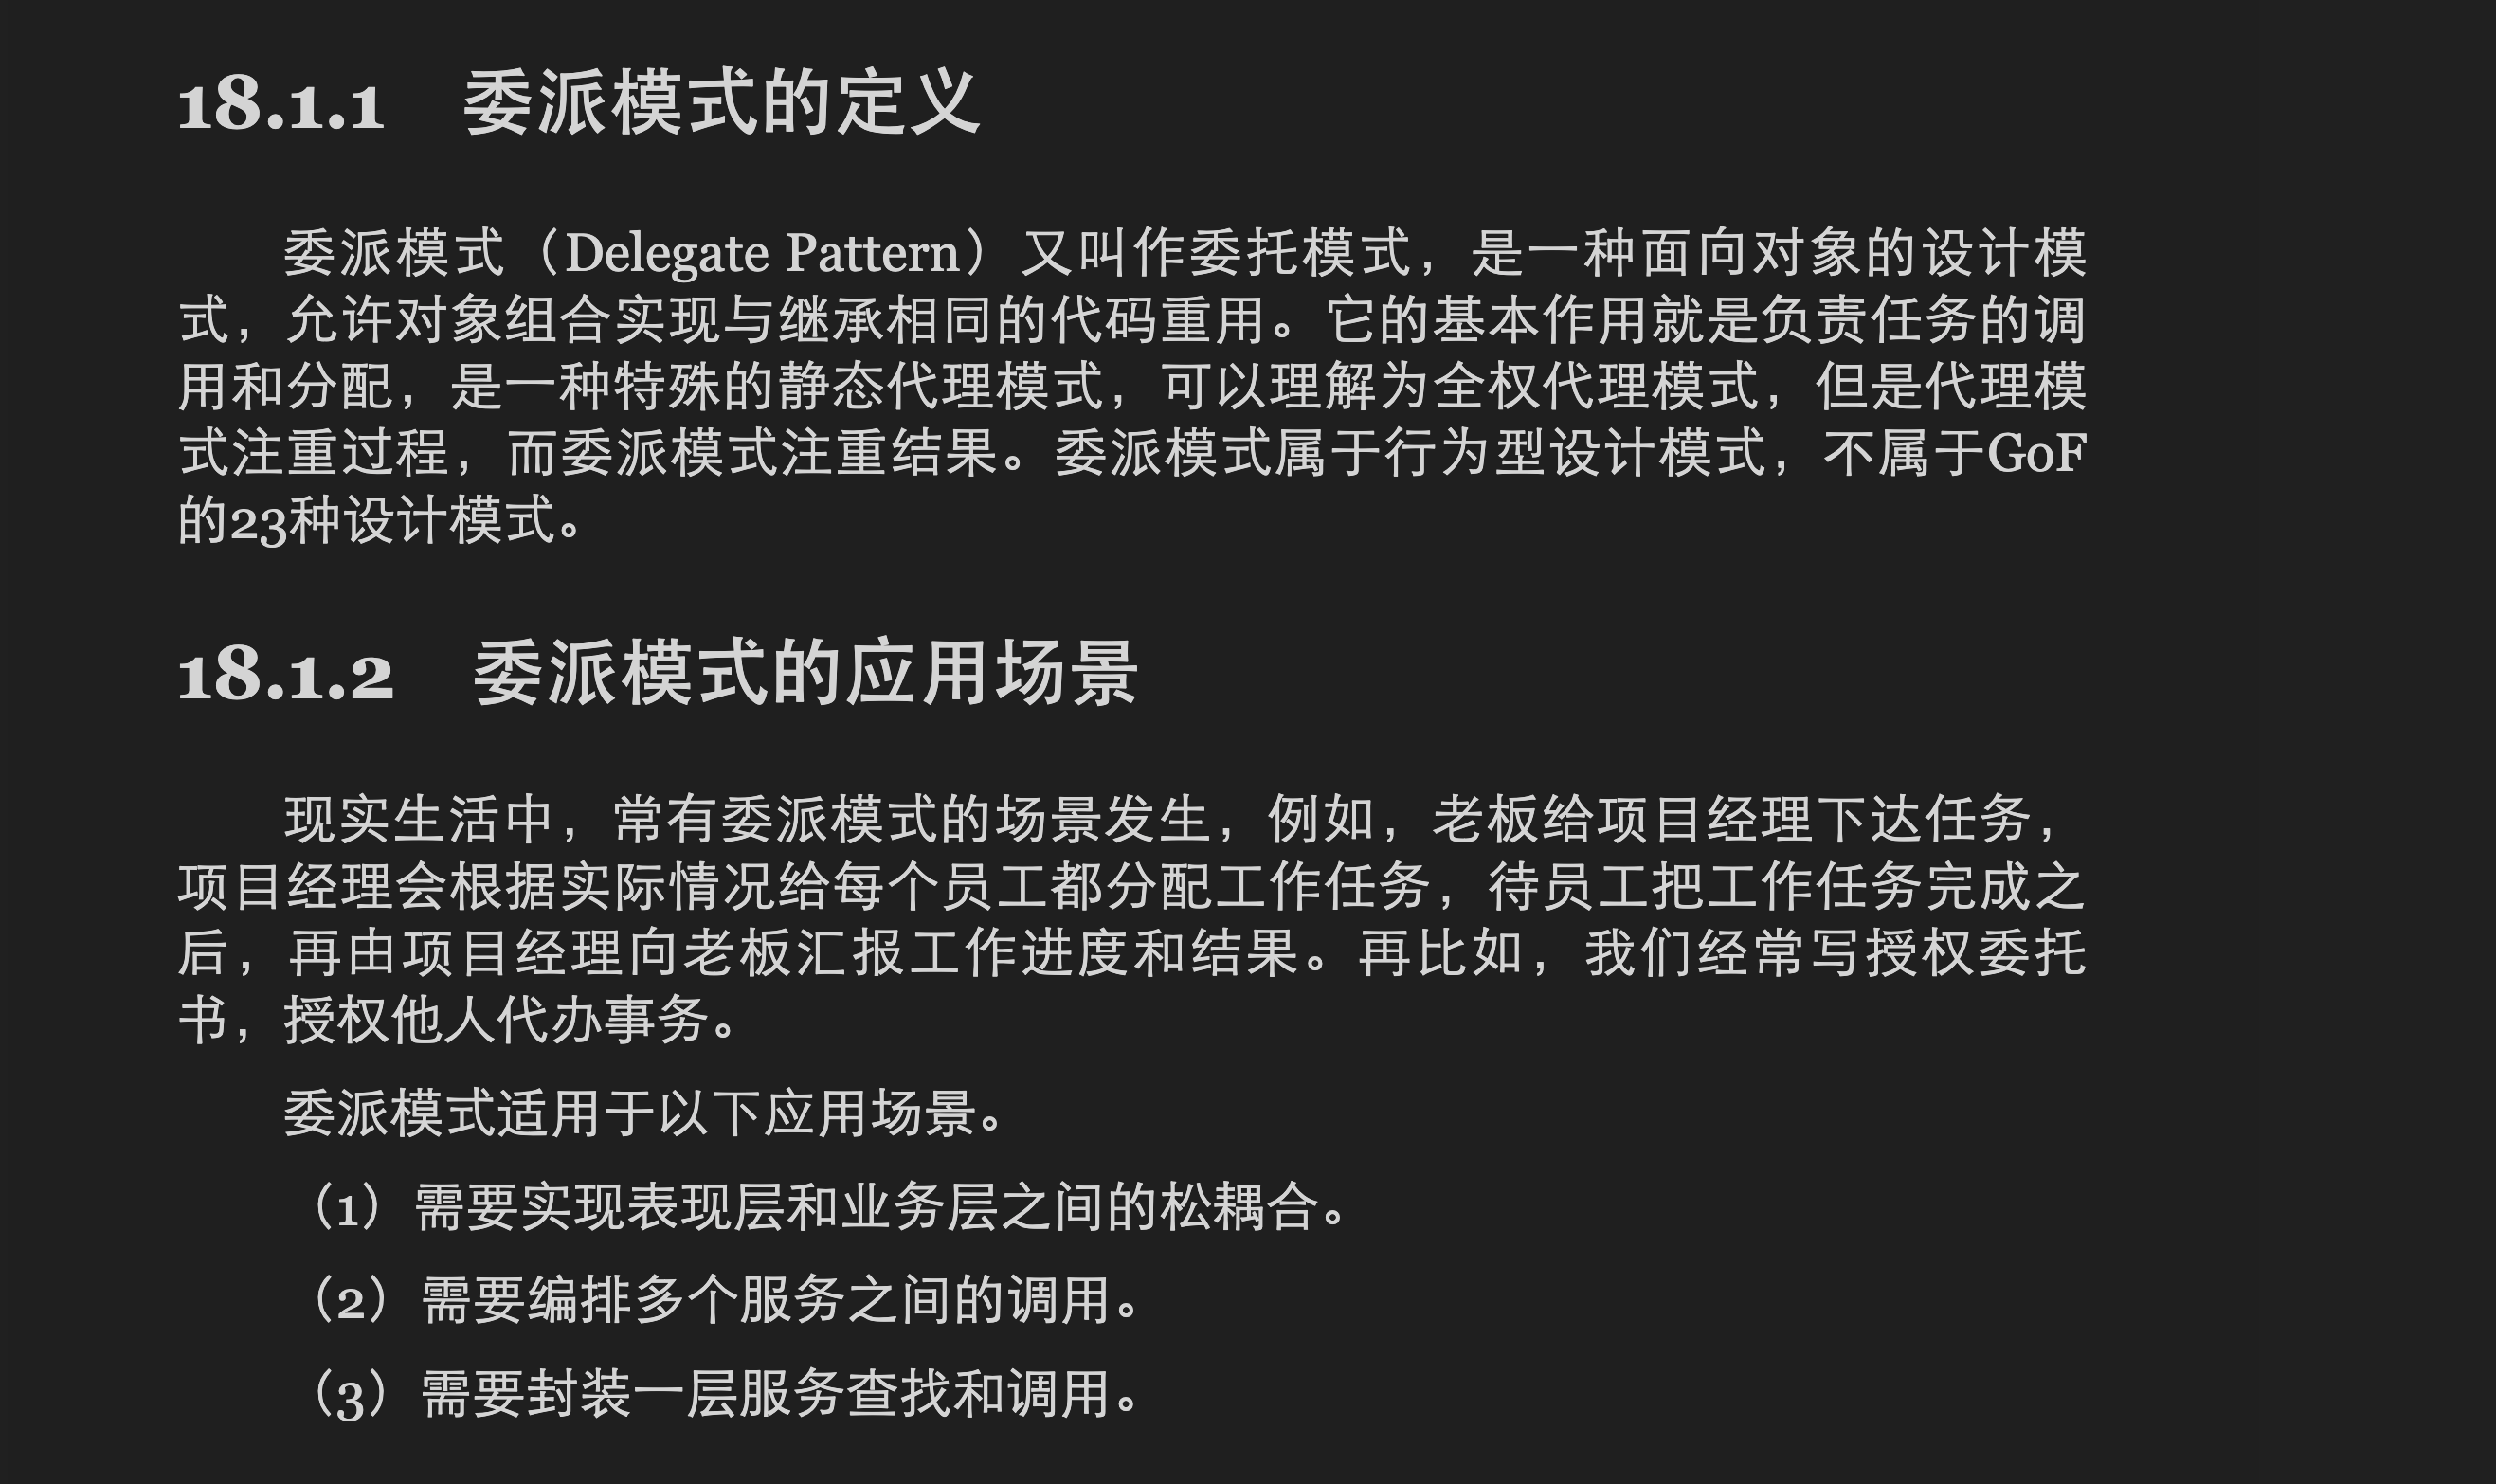 18.1.1 委派模式的定义
委派模式（Delegate Pattern）又叫作委托模式，是一种面向对象的设计模
式，允许对象组合实现与继承相同的代码重用。它的基本作用就是负责任务的调
用和分配，是一种特殊的静态代理模式，可以理解为全权代理模式，但是代理模
式注重过程，而委派模式注重结果。委派模式属于行为型设计模式，不属于GoF
的23种设计模式。
18.1.2 委派模式的应用场景
现实生活中，常有委派模式的场景发生，例如，老板给项目经理下达任务，
项目经理会根据实际情况给每个员工都分配工作任务，待员工把工作任务完成之
后，再由项目经理向老板汇报工作进度和结果。再比如，我们经常写授权委托
书，授权他人代办事务。
委派模式适用于以下应用场景。
（1）需要实现表现层和业务层之间的松耦合。
（2）需要编排多个服务之间的调用。
（3）需要封装一层服务查找和调用。